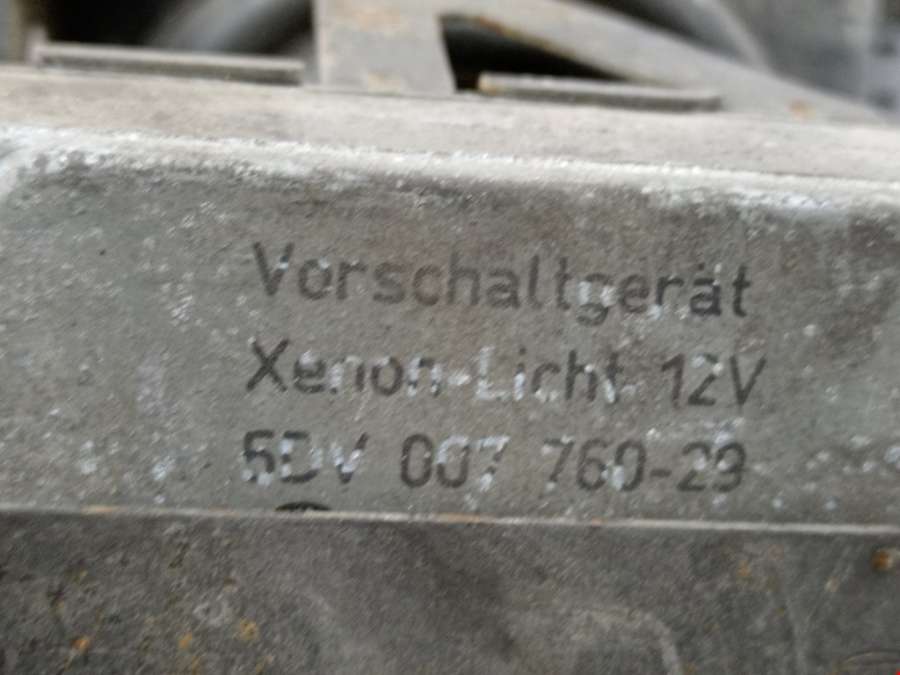 Vorschaltgerät
Xenon-Licht 12V
5DV 007 760-29